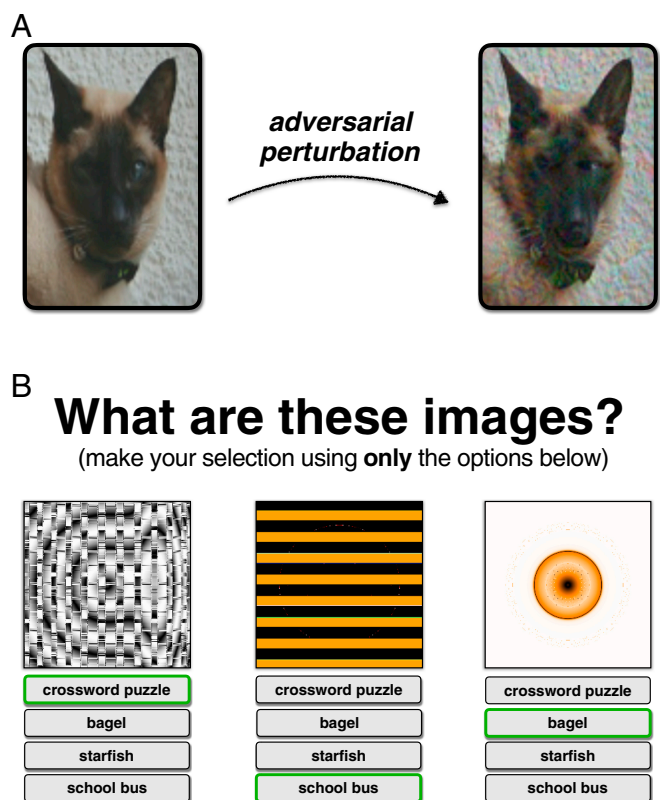 A
adversarial
perturbation
B
What are these images?
(make your selection using only the options below)
crossword puzzle
bagel
starfish
school bus
crossword puzzle
bagel
starfish
school bus
crossword puzzle
bagel
starfish
school bus